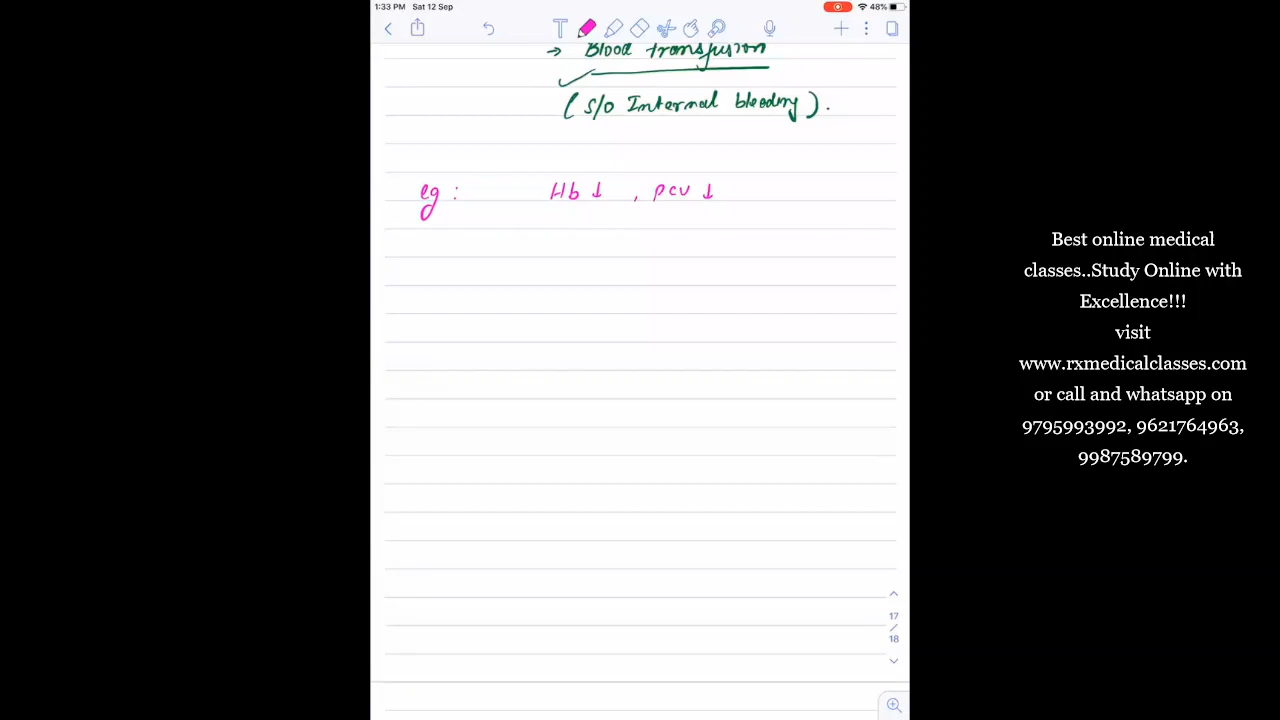 1:33 PM Sat 12 Sep
48%
→ Blood transfusion
(S/O Internal bleeding).
eg: Hb↓, PCV↓
Best online medical
classes..Study Online with
Excellence!!!
visit
www.rxmedicalclasses.com
or call and whatsapp on
9795993992, 9621764963,
9987589799.
17
/
18